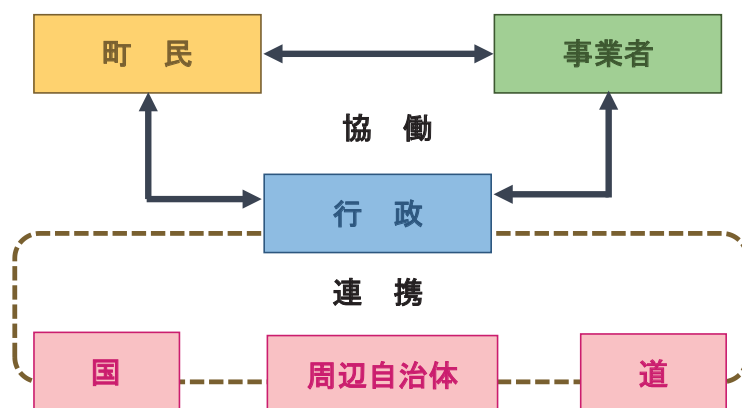 町　民
事業者
協　働
行　政
連　携
国
周辺自治体
道